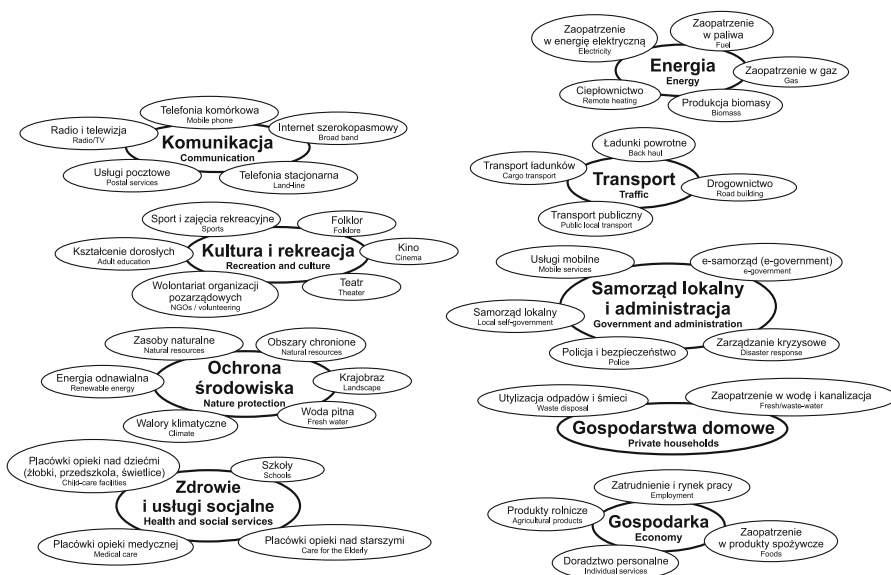 Telefonia komórkowa
Mobile phone
Radio i telewizja
Radio/TV
Internet szerokopasmowy
Broad band
Komunikacja
Communication
Usługi pocztowe
Postal services
Telefonia stacjonarna
Land-line
Sport i zajęcia rekreacyjne
Sports
Folklor
Folklore
Kształcenie dorosłych
Adult education
Kultura i rekreacja
Recreation and culture
Kino
Cinema
Wolontariat organizacji
pozarządowych
NGOs / volunteering
Teatr
Theater
Zasoby naturalne
Natural resources
Obszary chronione
Natural resources
Energia odnawialna
Renewable energy
Ochrona
środowiska
Nature protection
Krajobraz
Landscape
Walory klimatyczne
Climate
Woda pitna
Fresh water
Placówki opieki nad dziećmi
(żłobki, przedszkola, świetlice)
Child-care facilities
Szkoły
Schools
Zdrowie
i usługi socjalne
Health and social services
Placówki opieki medycznej
Medical care
Placówki opieki nad starszymi
Care for the Elderly
Zaopatrzenie
w energię elektryczną
Electricity
Zaopatrzenie
w paliwa
Fuel
Energia
Energy
Zaopatrzenie w gaz
Gas
Ciepłownictwo
Remote heating
Produkcja biomasy
Biomass
Ładunki powrotne
Back haul
Transport ładunków
Cargo transport
Transport
Traffic
Drogownictwo
Road building
Transport publiczny
Public local transport
Usługi mobilne
Mobile services
e-samorząd (e-government)
e-government
Samorząd lokalny
i administracja
Government and administration
Samorząd lokalny
Local self-government
Policja i bezpieczeństwo
Police
Zarządzanie kryzysowe
Disaster response
Utylizacja odpadów i śmieci
Waste disposal
Zaopatrzenie w wodę i kanalizacja
Fresh/waste-water
Gospodarstwa domowe
Private households
Zatrudnienie i rynek pracy
Employment
Produkty rolnicze
Agricultural products
Gospodarka
Economy
Zaopatrzenie
w produkty spożywcze
Foods
Doradztwo personalne
Individual services